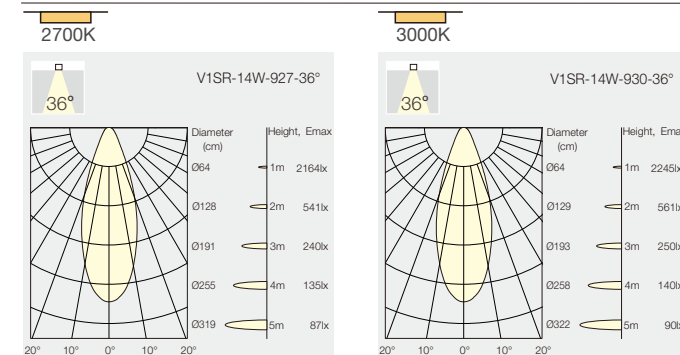 2700K
V1SR-14W-927-36°
36°
Diameter (cm) Height, Emax
Ø64 1m 2164lx
Ø128 2m 541lx
Ø191 3m 240lx
Ø255 4m 135lx
Ø319 5m 87lx
20° 10° 0° 10° 20°
3000K
V1SR-14W-930-36°
36°
Diameter (cm) Height, Emax
Ø64 1m 2245lx
Ø129 2m 561lx
Ø193 3m 250lx
Ø258 4m 140lx
Ø322 5m 90lx
20° 10° 0° 10° 20°